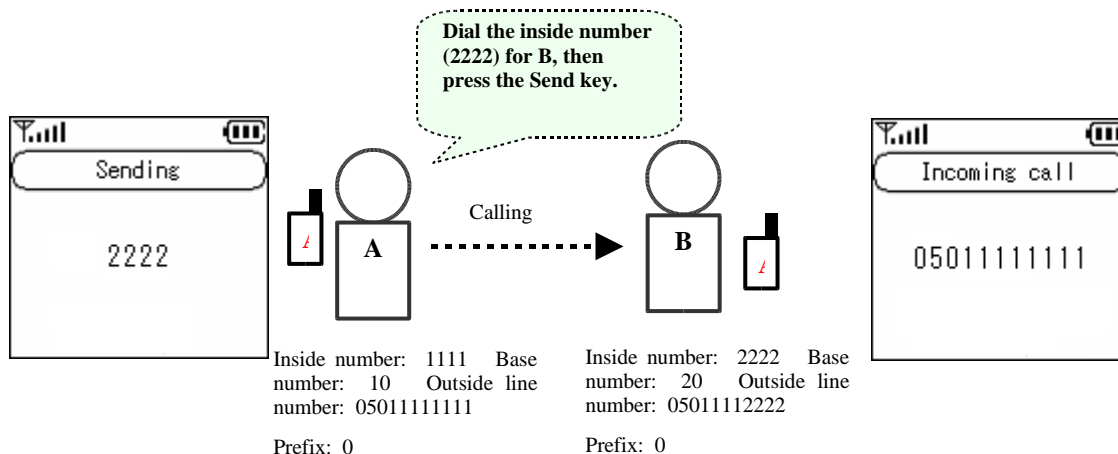 Dial the inside number
(2222) for B, then
press the Send key.
Sending
2222
A
Calling
B
Incoming call
05011111111
Inside number: 1111 Base
number: 10 Outside line
number: 05011111111
Prefix: 0
Inside number: 2222 Base
number: 20 Outside line
number: 05011112222
Prefix: 0